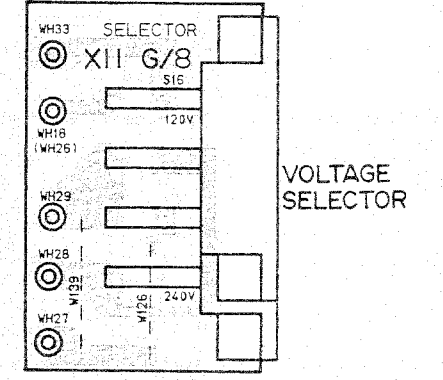 WH33
SELECTOR
XII G/8
S16
120V
WH18
(WH26)
VOLTAGE
SELECTOR
WH29
WH28
W139
W126
240V
WH27